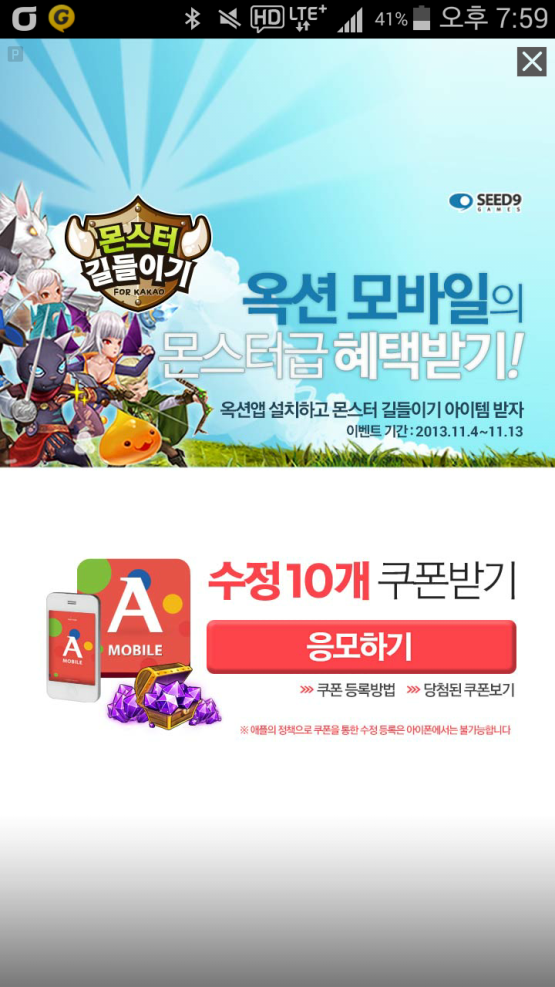 G
HD LTE+ 41% 오후 7:59
P
SEED9
GAMES
몬스터
길들이기
FOR KAKAO
옥션 모바일의
몬스터급 혜택받기!
옥션앱 설치하고 몬스터 길들이기 아이템 받자
이벤트 기간 : 2013.11.4~11.13
수정 10개 쿠폰받기
A
MOBILE
A
MOBILE
응모하기
>>> 쿠폰 등록방법 >>> 당첨된 쿠폰보기
※ 애플의 정책으로 쿠폰을 통한 수정 등록은 아이폰에서는 불가능합니다